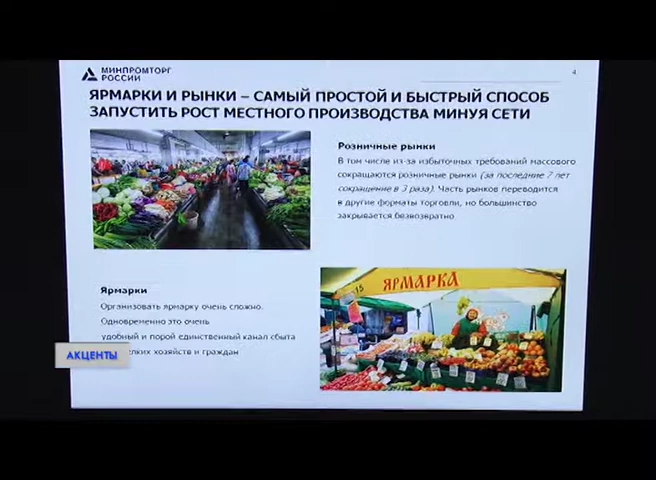 МИНПРОМТОРГ
РОССИИ
4
ЯРМАРКИ И РЫНКИ – САМЫЙ ПРОСТОЙ И БЫСТРЫЙ СПОСОБ
ЗАПУСТИТЬ РОСТ МЕСТНОГО ПРОИЗВОДСТВА МИНУЯ СЕТИ
Розничные рынки
В том числе из-за избыточных требований массового
сокращаются розничные рынки (за последние 7 лет
сокращение в 3 раза). Часть рынков переводится
в другие форматы торговли, но большинство
закрывается безвозвратно
Ярмарки
Организовать ярмарку очень сложно.
Одновременно это очень
удобный и порой единственный канал сбыта
хозяйств и граждан
ЯРМАРКА
15
АКЦЕНТЫ